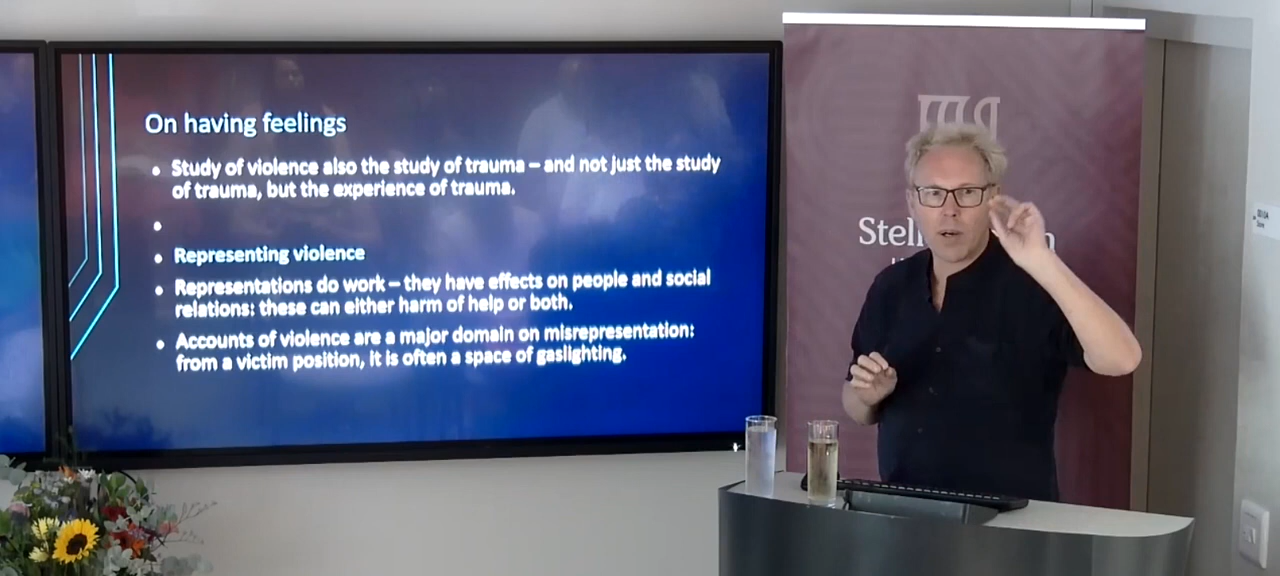 On having feelings
• Study of violence also the study of trauma – and not just the study
of trauma, but the experience of trauma.
•
• Representing violence
• Representations do work – they have effects on people and social
relations: these can either harm of help or both.
• Accounts of violence are a major domain on misrepresentation:
from a victim position, it is often a space of gaslighting.